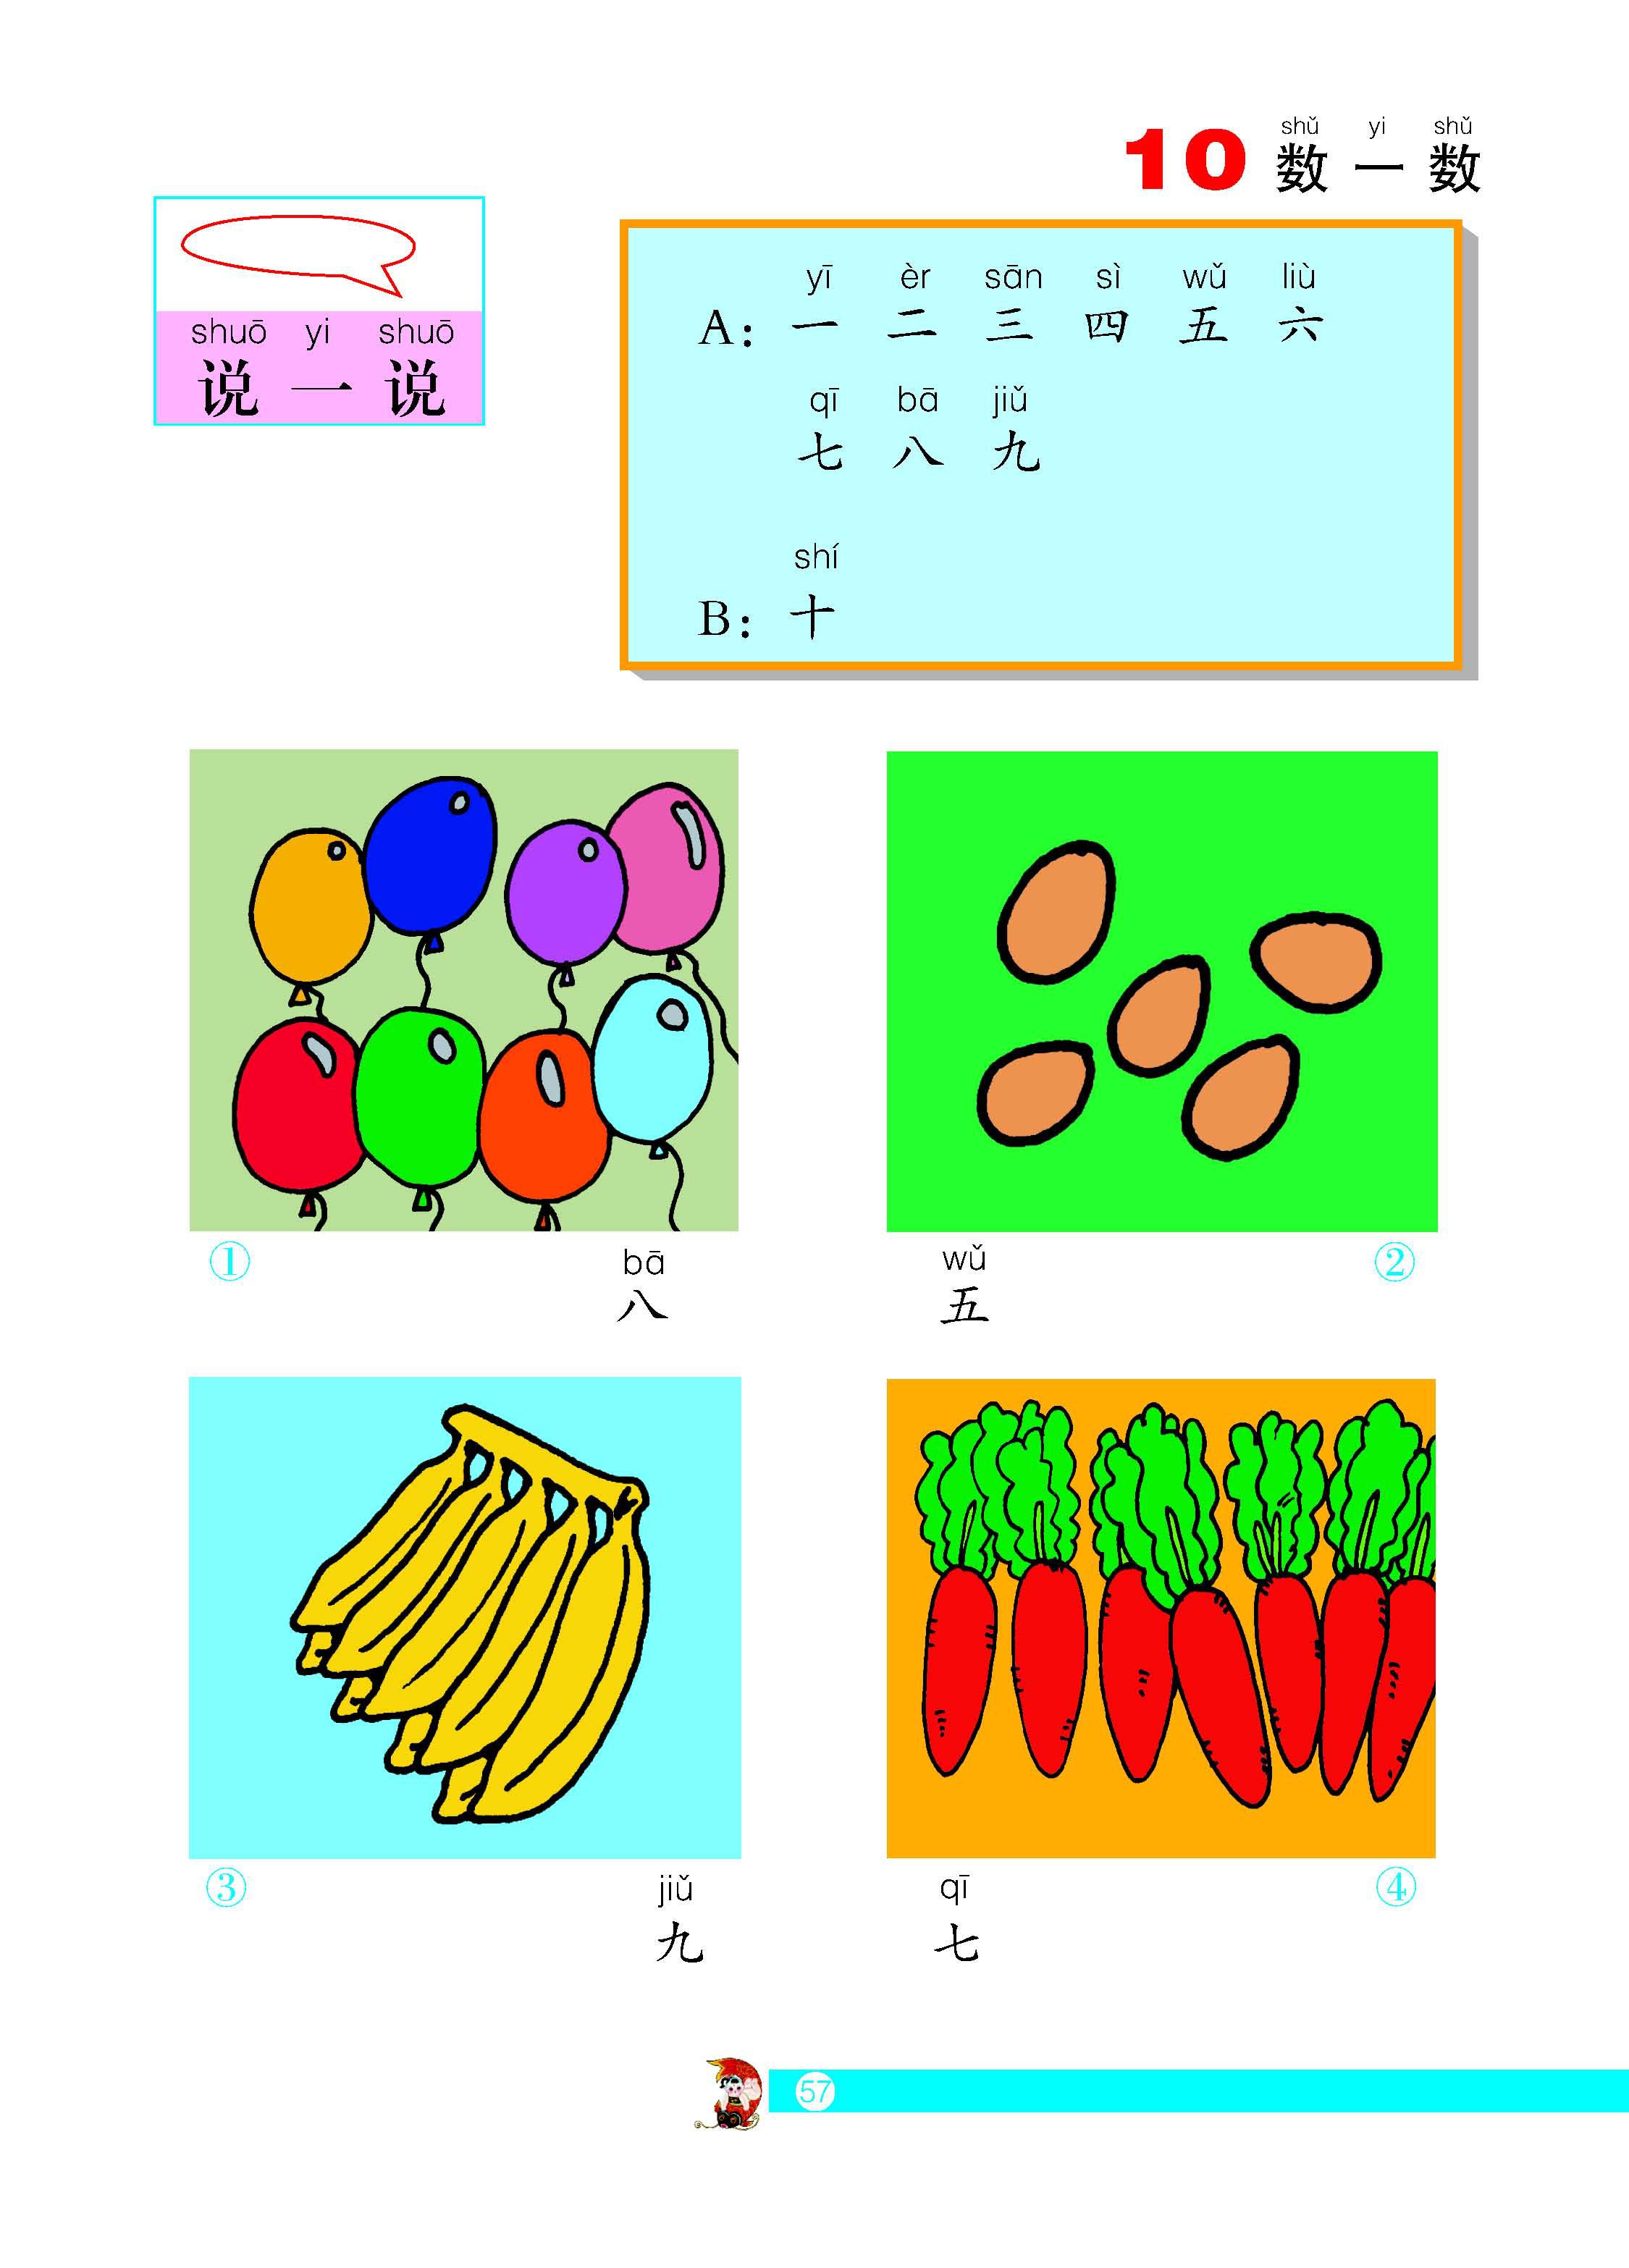 shǔ yi shǔ
10 数 一 数
shuō yi shuō
说 一 说
yī èr sān sì wǔ liù
A: 一 二 三 四 五 六
qī bā jiǔ
七 八 九
shí
B: 十
① bā
八
wǔ ②
五
③ jiǔ
九
qī ④
七
57